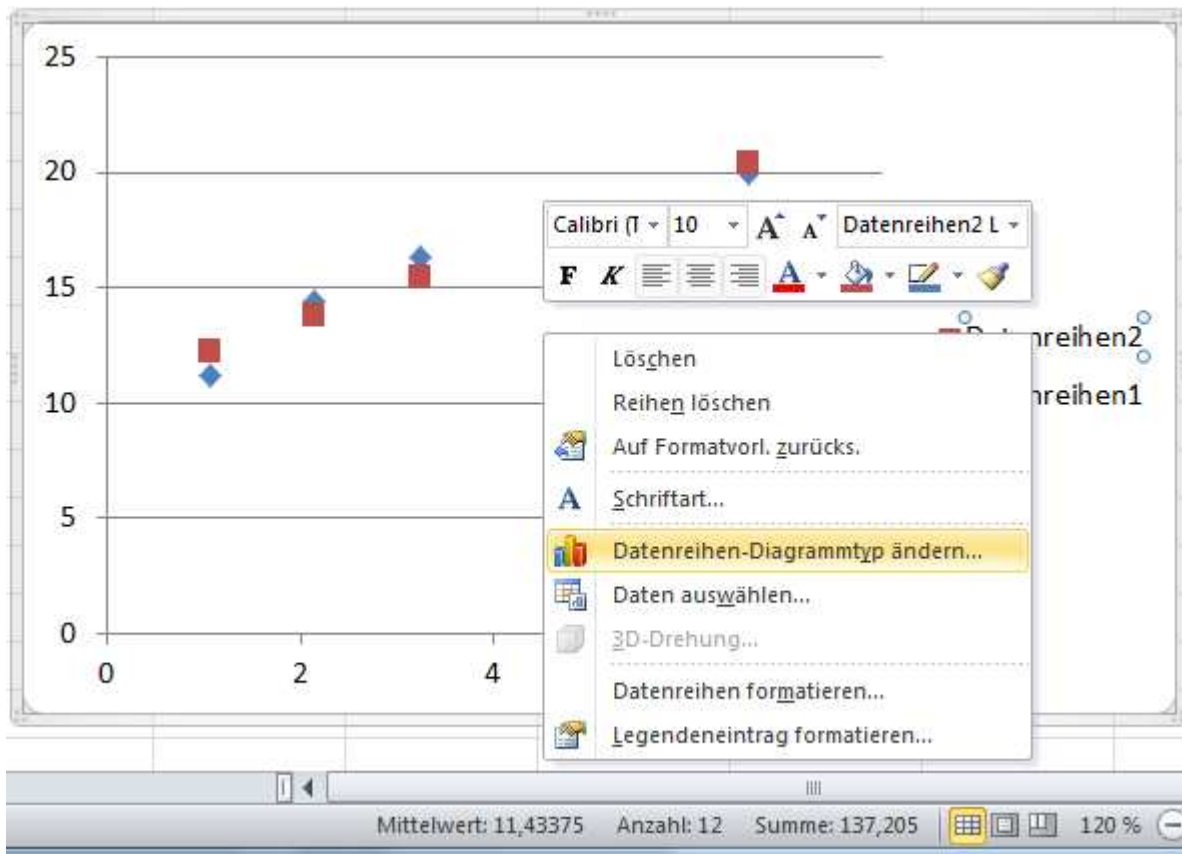 25
20
Calibri (T 10 A A Datenreihen2 L
F K A
15
Datenreihen2
Löschen
10
Reihen löschen
nreihen1
Auf Formatvorl. zurücks.
A Schriftart...
5
Datenreihen-Diagrammtyp ändern...
Daten auswählen...
0
3D-Drehung...
0 2 4
Datenreihen formatieren...
Legendeneintrag formatieren...
Mittelwert: 11,43375 Anzahl: 12 Summe: 137,205 120 %